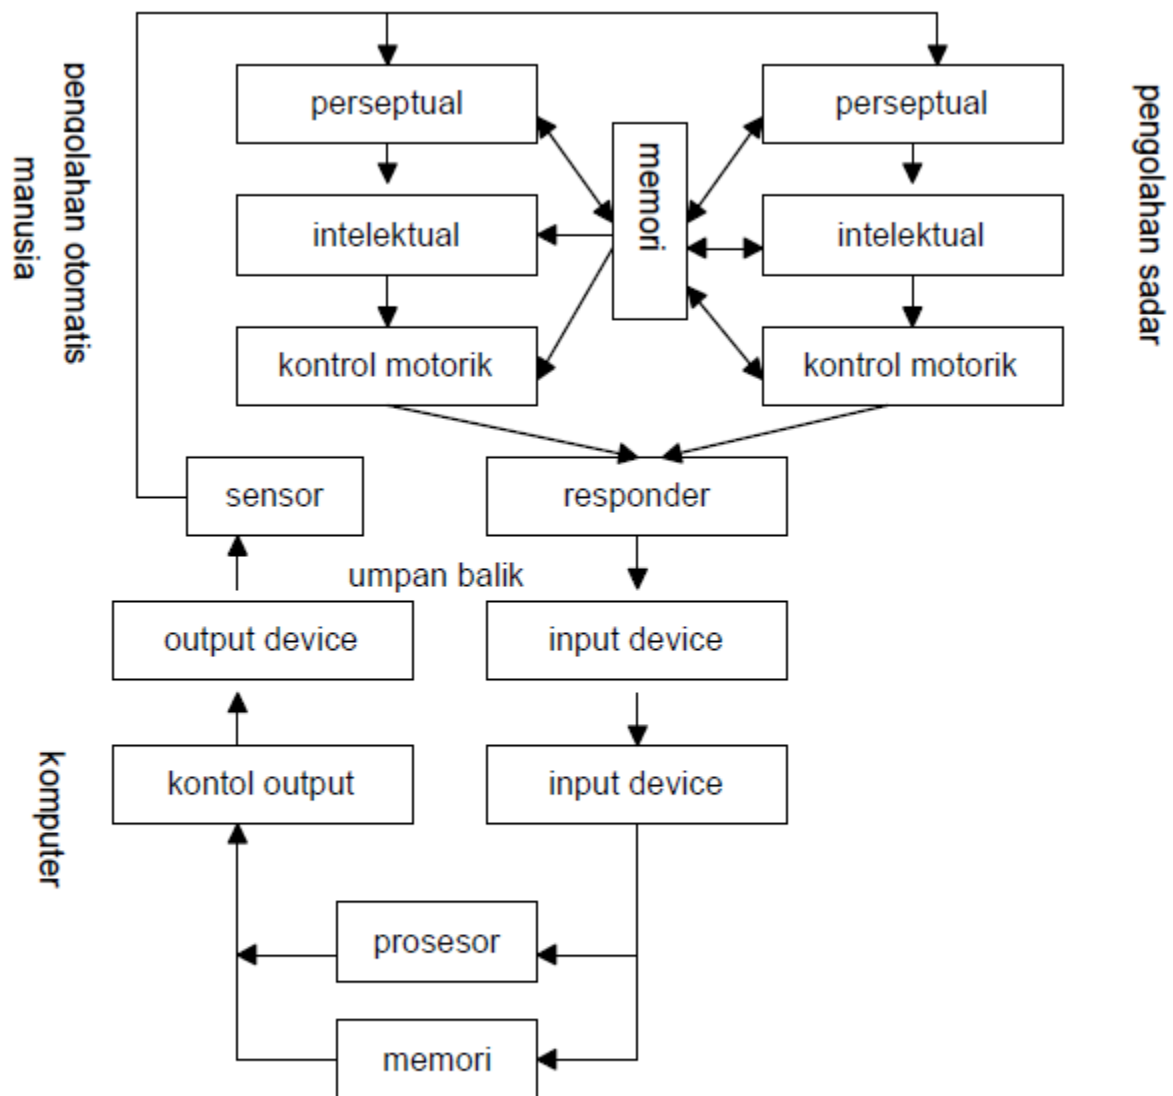 pengolahan otomatis
manusia
perseptual
memori
perseptual
pengolahan sadar
intelektual
intelektual
kontrol motorik
kontrol motorik
sensor
responder
umpan balik
output device
input device
komputer
kontol output
input device
prosesor
memori